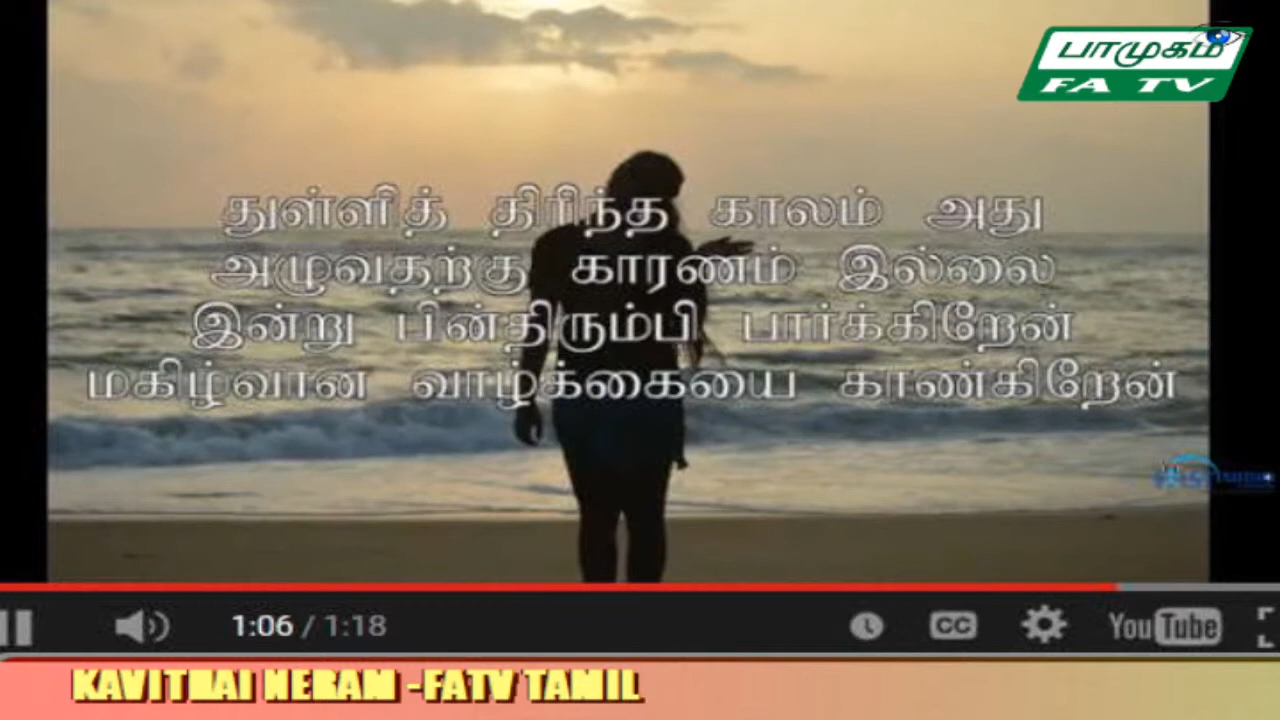 பாமுகம்
FA TV
துள்ளித் திரிந்த காலம் அது
அழுவதற்கு காரணம் இல்லை
இன்று பின்திரும்பி பார்க்கிறேன்
மகிழ்வான வாழ்க்கையை காண்கிறேன்
1:06 / 1:18
CC
YouTube
KAVITHAI NERAM -FATV TAMIL